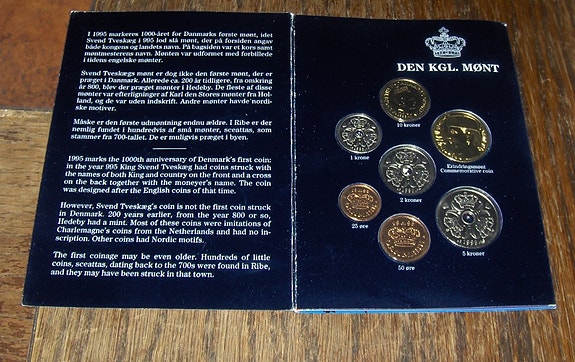 I 1995 markeres 1000-året for Danmarks første mønt, idet
Svend Tveskæg i 995 lod slå mønt, der på forsiden angav
både kongens og landets navn. På bagsiden var et kors samt
møntmesterens navn. Mønten var udformet med forbillede
i tidens engelske mønter.
Svend Tveskægs mønt er dog ikke den første mønt, der er
præget i Danmark. Allerede ca. 200 år tidligere, fra omkring
år 800, blev der præget mønter i Hedeby. De fleste af disse
mønter var efterligninger af Karl den Stores mønter fra Hol-
land, og de var uden indskrift. Andre mønter havde nordi-
ske motiver.
Måske er den første udmøntning endnu ældre. I Ribe er der
nemlig fundet i hundredvis af små mønter, sceattas, som
stammer fra 700-tallet. De er muligvis præget i byen.
1995 marks the 1000th anniversary of Denmark's first coin:
in the year 995 King Svend Tveskæg had coins struck with
the names of both King and country on the front and a cross
on the back together with the moneyer's name. The coin
was designed after the English coins of that time.
However, Svend Tveskæg's coin is not the first coin struck
in Denmark. 200 years earlier, from the year 800 or so,
Hedeby had a mint. Most of these coins were imitations of
Charlemagne's coins from the Netherlands and had no in-
scription. Other coins had Nordic motifs.
The first coinage may be even older. Hundreds of little
coins, sceattas, dating back to the 700s were found in Ribe,
and they may have been struck in that town.
DEN KGL. MØNT
10 kroner
1 krone
Erindringsmønt
Commemorative coin
2 kroner
25 øre
5 kroner
50 øre